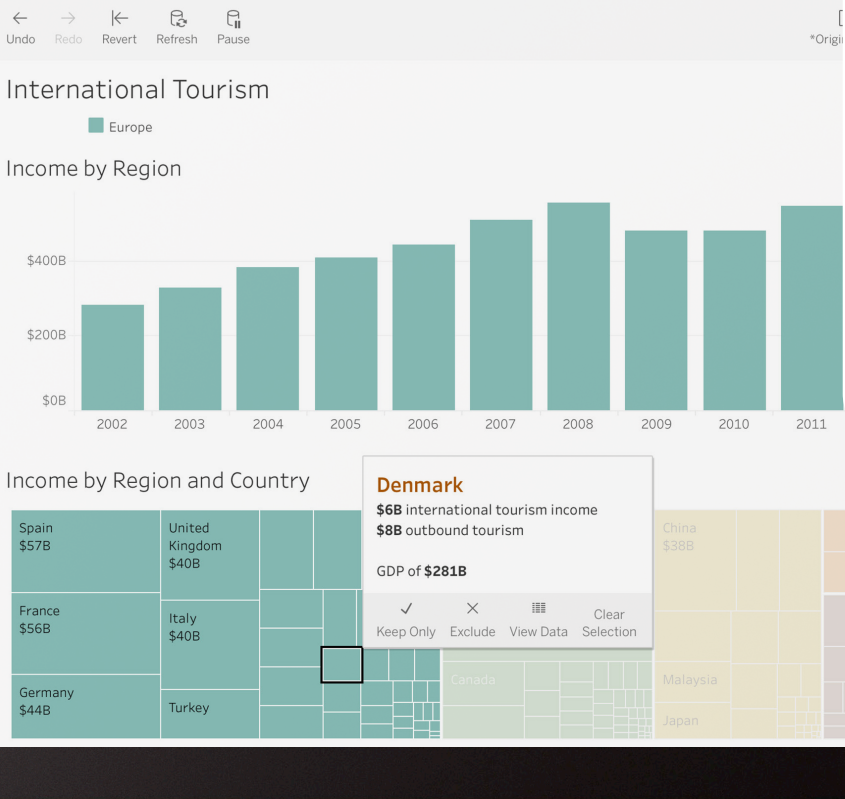 Undo Redo Revert Refresh Pause
International Tourism
Europe
Income by Region
$400B
$200B
$0B
2002 2003 2004 2005 2006 2007 2008 2009 2010 2011
Income by Region and Country
Denmark
$6B international tourism income
$8B outbound tourism
GDP of $281B
Keep Only Exclude View Data Clear Selection
Spain
$57B
United
Kingdom
$40B
France
$56B
Italy
$40B
Germany
$44B
Turkey
China
$38B
Canada
Malaysia
Japan